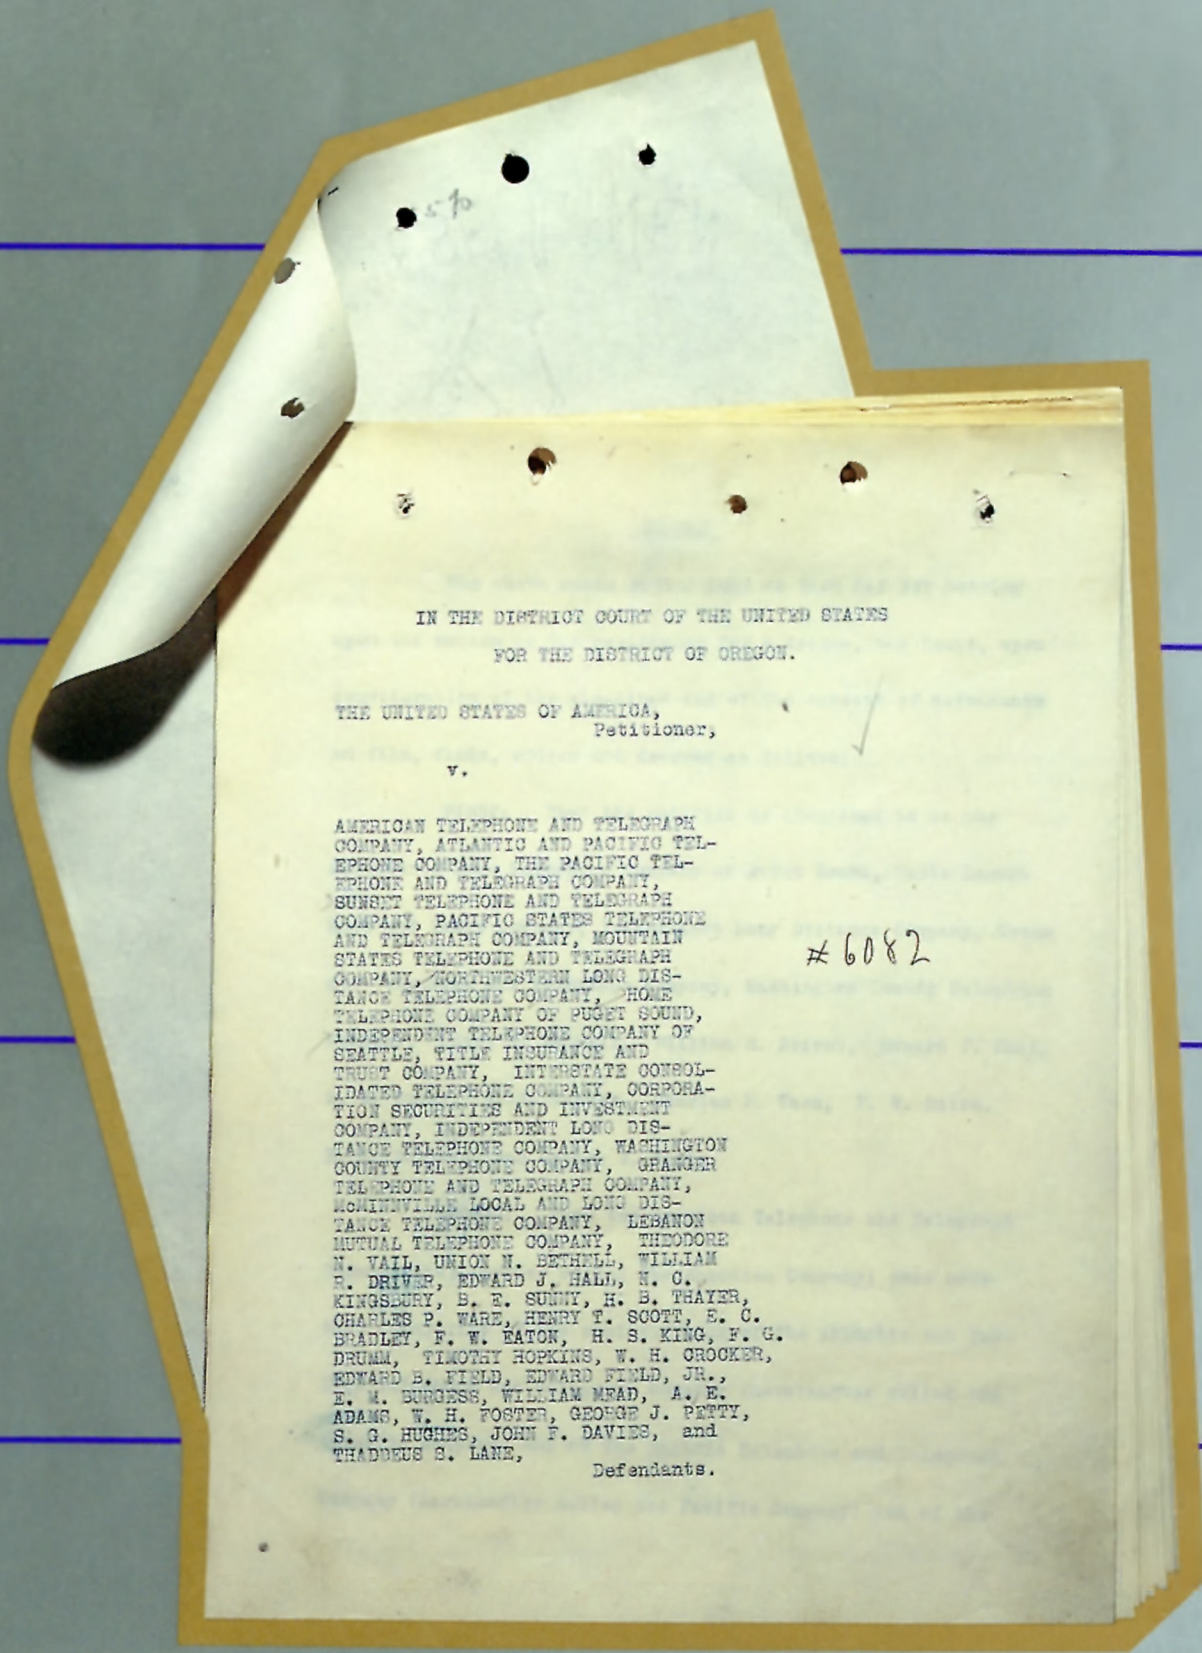 IN THE DISTRICT COURT OF THE UNITED STATES
FOR THE DISTRICT OF OREGON.
THE UNITED STATES OF AMERICA,
Petitioner,
v.
AMERICAN TELEPHONE AND TELEGRAPH
COMPANY, ATLANTIC AND PACIFIC TEL-
EPHONE COMPANY, THE PACIFIC TEL-
EPHONE AND TELEGRAPH COMPANY,
SUNSET TELEPHONE AND TELEGRAPH
COMPANY, PACIFIC STATES TELEPHONE
AND TELEGRAPH COMPANY, MOUNTAIN
STATES TELEPHONE AND TELEGRAPH
COMPANY, NORTHWESTERN LONG DIS-
TANCE TELEPHONE COMPANY, HOME
TELEPHONE COMPANY OF PUGET SOUND,
INDEPENDENT TELEPHONE COMPANY OF
SEATTLE, TITLE INSURANCE AND
TRUST COMPANY, INTERSTATE CONSOL-
IDATED TELEPHONE COMPANY, CORPORA-
TION SECURITIES AND INVESTMENT
COMPANY, INDEPENDENT LONG DIS-
TANCE TELEPHONE COMPANY, WASHINGTON
COUNTY TELEPHONE COMPANY, GRANGER
TELEPHONE AND TELEGRAPH COMPANY,
McMINNVILLE LOCAL AND LONG DIS-
TANCE TELEPHONE COMPANY, LEBANON
MUTUAL TELEPHONE COMPANY, THEODORE
N. VAIL, UNION N. BETHELL, WILLIAM
R. DRIVER, EDWARD J. HALL, N. C.
KINGSBURY, B. E. SUNNY, H. B. THAYER,
CHARLES P. WARE, HENRY T. SCOTT, E. C.
BRADLEY, F. W. EATON, H. S. KING, F. G.
DRUMM, TIMOTHY HOPKINS, W. H. CROCKER,
EDWARD B. FIELD, EDWARD FIELD, JR.,
E. M. BURGESS, WILLIAM MEAD, A. E.
ADAMS, W. H. FOSTER, GEORGE J. PETTY,
S. G. HUGHES, JOHN F. DAVIES, and
THADDEUS S. LANE,
Defendants.
#6082